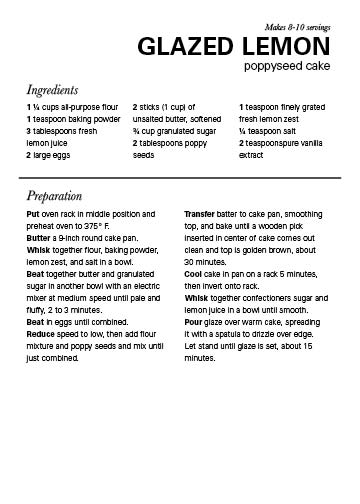 Makes 8-10 servings
GLAZED LEMON
poppyseed cake
Ingredients
1 ¼ cups all-purpose flour
1 teaspoon baking powder
3 tablespoons fresh
lemon juice
2 large eggs
2 sticks (1 cup) of
unsalted butter, softened
¾ cup granulated sugar
2 tablespoons poppy
seeds
1 teaspoon finely grated
fresh lemon zest
¼ teaspoon salt
2 teaspoonspure vanilla
extract
Preparation
Put oven rack in middle position and
preheat oven to 375° F.
Butter a 9-inch round cake pan.
Whisk together flour, baking powder,
lemon zest, and salt in a bowl.
Beat together butter and granulated
sugar in another bowl with an electric
mixer at medium speed until pale and
fluffy, 2 to 3 minutes.
Beat in eggs until combined.
Reduce speed to low, then add flour
mixture and poppy seeds and mix until
just combined.
Transfer batter to cake pan, smoothing
top, and bake until a wooden pick
inserted in center of cake comes out
clean and top is golden brown, about
30 minutes.
Cool cake in pan on a rack 5 minutes,
then invert onto rack.
Whisk together confectioners sugar and
lemon juice in a bowl until smooth.
Pour glaze over warm cake, spreading
it with a spatula to drizzle over edge.
Let stand until glaze is set, about 15
minutes.